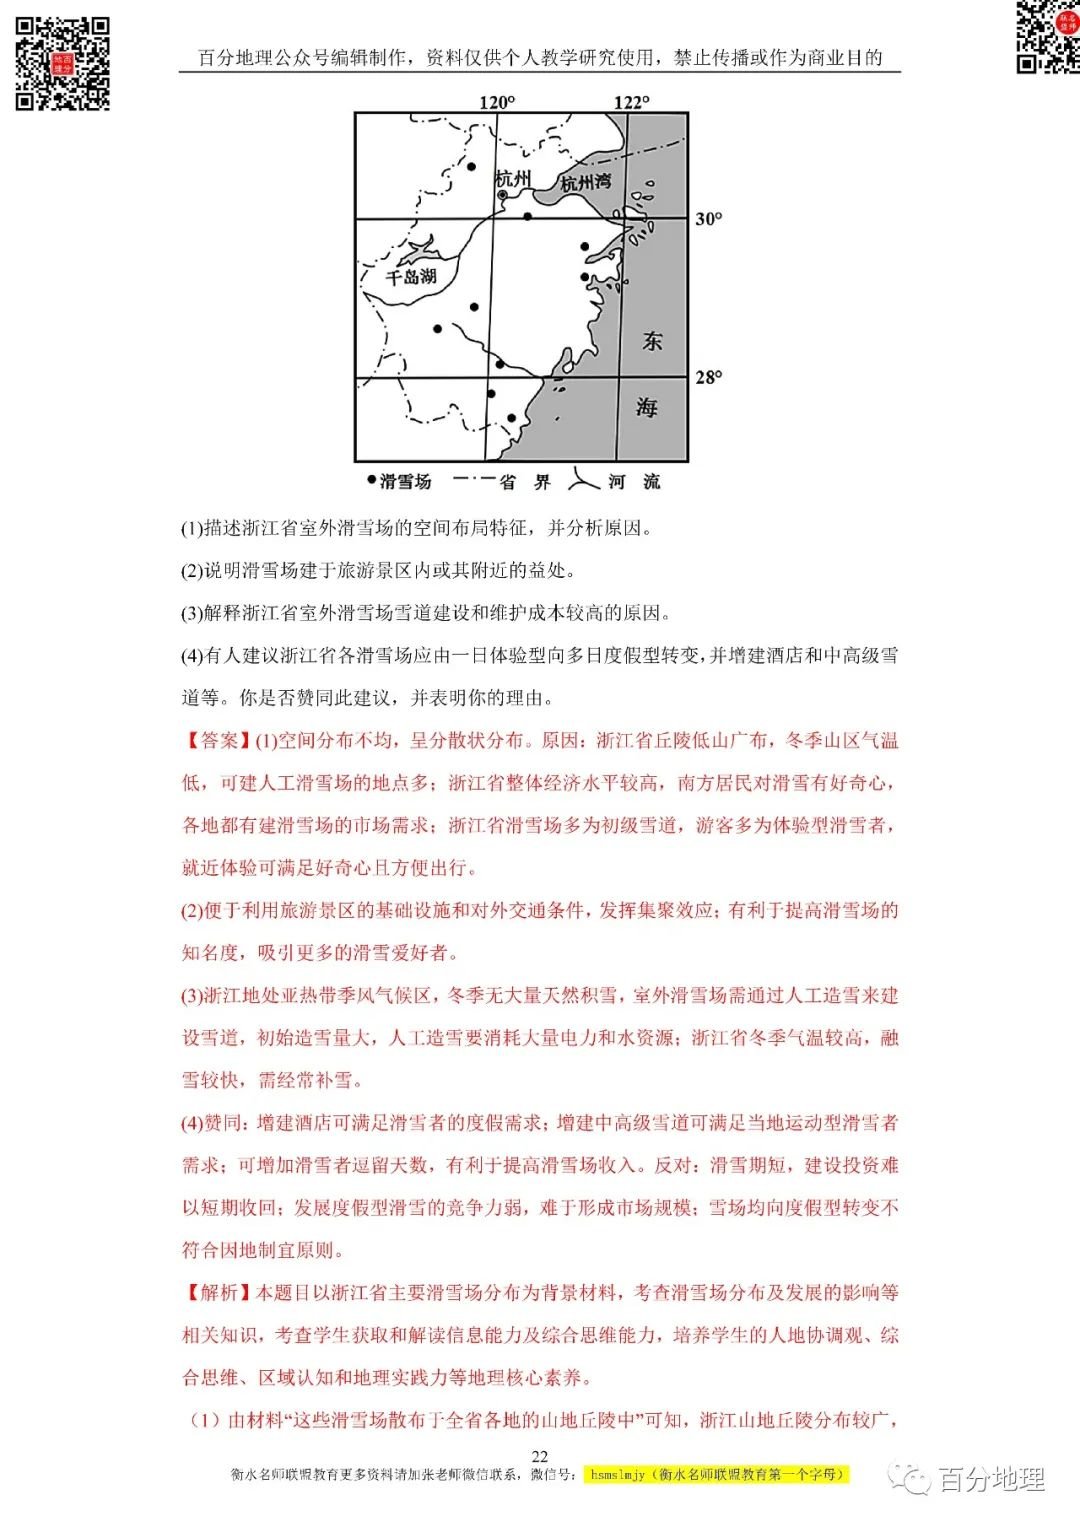 百分地理公众号编辑制作，资料仅供个人教学研究使用，禁止传播或作为商业目的
百分
地理
联名
盟师
120° 122°
杭州
杭州湾
30°
千岛湖
东
28°
海
滑雪场 省界 河流
(1)描述浙江省室外滑雪场的空间布局特征，并分析原因。
(2)说明滑雪场建于旅游景区内或其附近的益处。
(3)解释浙江省室外滑雪场雪道建设和维护成本较高的原因。
(4)有人建议浙江省各滑雪场应由一日体验型向多日度假型转变，并增建酒店和中高级雪
道等。你是否赞同此建议，并表明你的理由。
【答案】(1)空间分布不均，呈分散状分布。原因：浙江省丘陵低山广布，冬季山区气温
低，可建人工滑雪场的地点多；浙江省整体经济水平较高，南方居民对滑雪有好奇心，
各地都有建滑雪场的市场需求；浙江省滑雪场多为初级雪道，游客多为体验型滑雪者，
就近体验可满足好奇心且方便出行。
(2)便于利用旅游景区的基础设施和对外交通条件，发挥集聚效应；有利于提高滑雪场的
知名度，吸引更多的滑雪爱好者。
(3)浙江地处亚热带季风气候区，冬季无大量天然积雪，室外滑雪场需通过人工造雪来建
设雪道，初始造雪量大，人工造雪要消耗大量电力和水资源；浙江省冬季气温较高，融
雪较快，需经常补雪。
(4)赞同：增建酒店可满足滑雪者的度假需求；增建中高级雪道可满足当地运动型滑雪者
需求；可增加滑雪者逗留天数，有利于提高滑雪场收入。反对：滑雪期短，建设投资难
以短期收回；发展度假型滑雪的竞争力弱，难于形成市场规模；雪场均向度假型转变不
符合因地制宜原则。
【解析】本题目以浙江省主要滑雪场分布为背景材料，考查滑雪场分布及发展的影响等
相关知识，考查学生获取和解读信息能力及综合思维能力，培养学生的人地协调观、综
合思维、区域认知和地理实践力等地理核心素养。
（1）由材料“这些滑雪场散布于全省各地的山地丘陵中”可知，浙江山地丘陵分布较广，
22
衡水名师联盟教育更多资料请加张老师微信联系，微信号：hsmslmjy（衡水名师联盟教育第一个字母）
百分地理